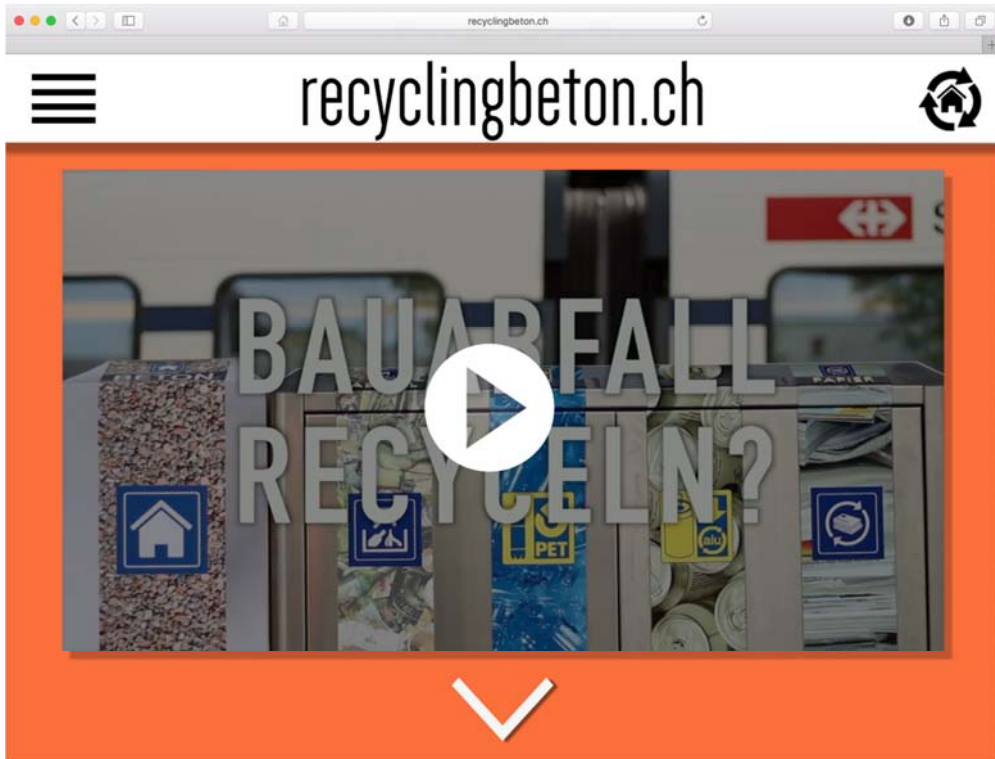 recyclingbeton.ch
recyclingbeton.ch
S
BAUABFALL
RECYCELN?
PAPIER
PET
alu